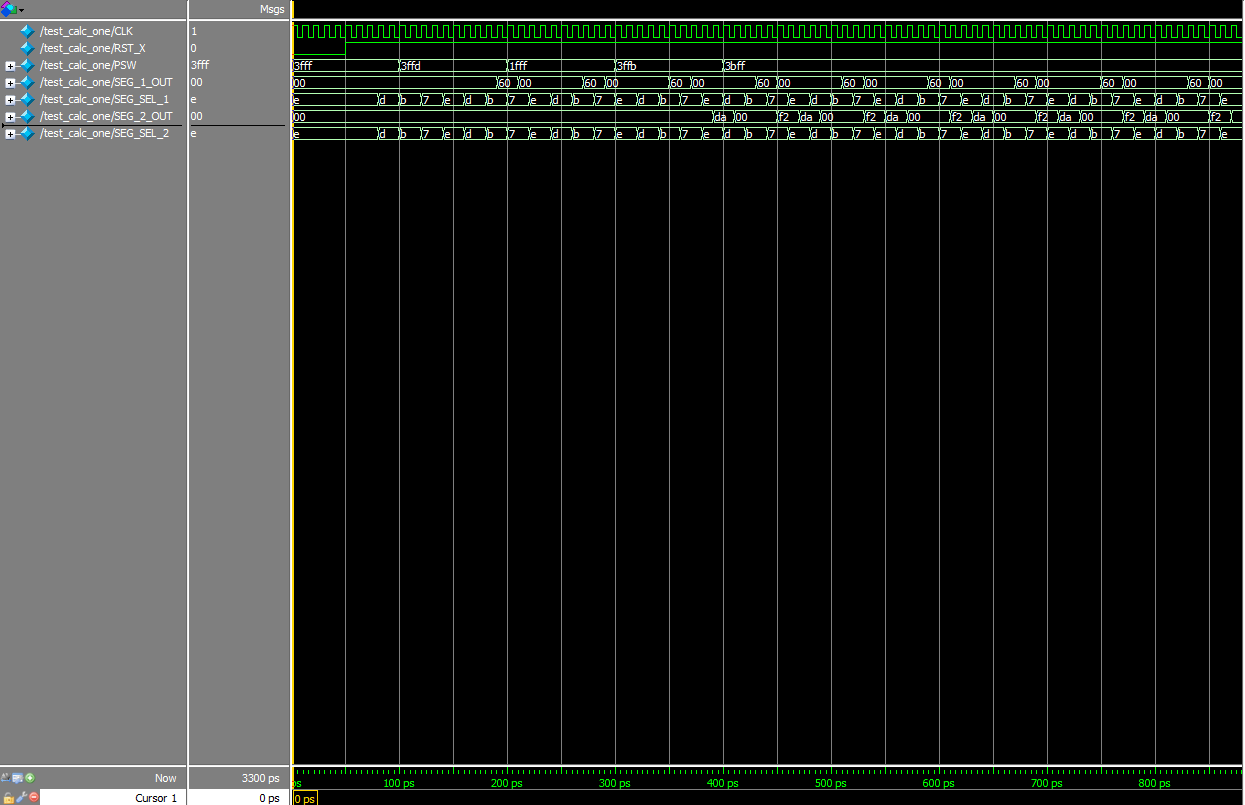 Msgs
/test_calc_one/CLK 1
/test_calc_one/RST_X 0
/test_calc_one/PSW 3fff 3fff 3ffd 1fff 3ffb 3bff
/test_calc_one/SEG_1_OUT 00 00 60 00 60 00 60 00 60 00 60 00 60 00 60 00 60 00 60 00
/test_calc_one/SEG_SEL_1 e e d b 7 e d b 7 e d b 7 e d b 7 e d b 7 e d b 7 e d b 7 e d b 7 e d b 7 e d b 7 e
/test_calc_one/SEG_2_OUT 00 00 da 00 f2 da 00 f2 da 00 f2 da 00 f2 da 00 f2 da 00 f2
/test_calc_one/SEG_SEL_2 e e d b 7 e d b 7 e d b 7 e d b 7 e d b 7 e d b 7 e d b 7 e d b 7 e d b 7 e d b 7 e
Now 3300 ps ps 100 ps 200 ps 300 ps 400 ps 500 ps 600 ps 700 ps 800 ps
Cursor 1 0 ps 0 ps